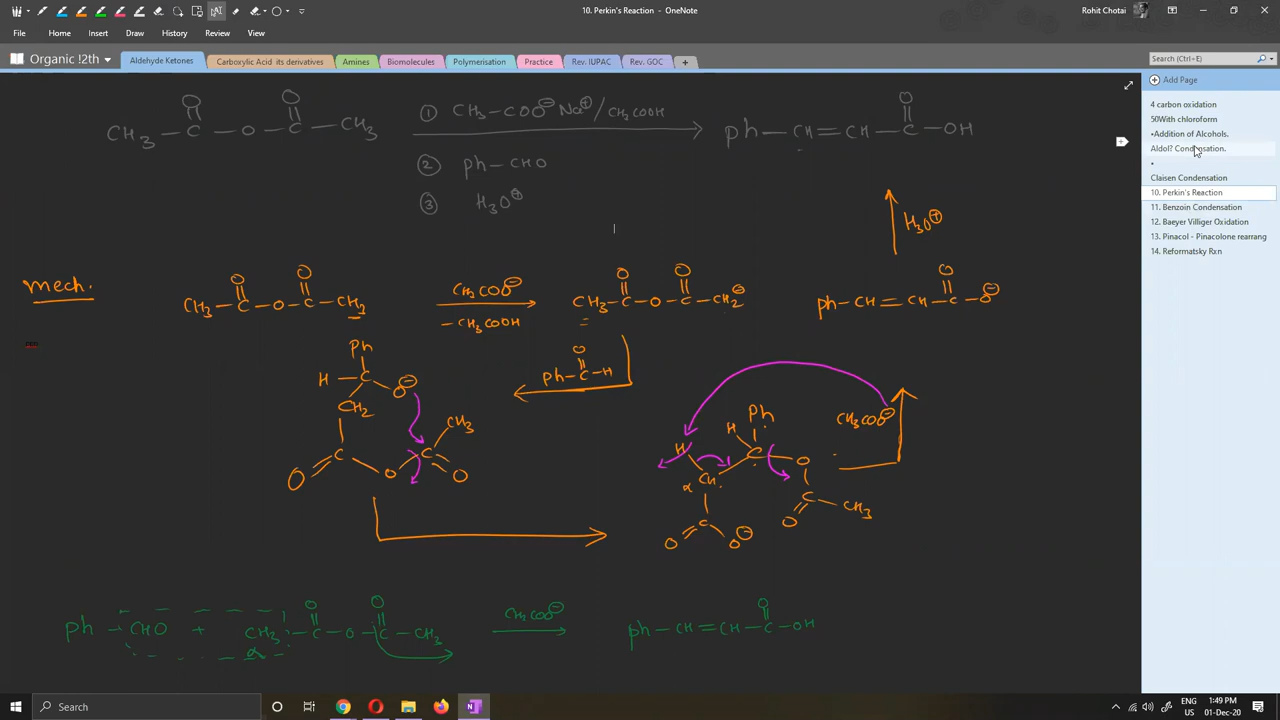 10. Perkin's Reaction - OneNote
Rohit Chotai
File Home Insert Draw History Review View
Organic !2th
Aldehyde Ketones Carboxylic Acid its derivatives Amines Biomolecules Polymerisation Practice Rev. IUPAC Rev. GOC
Search (Ctrl+E)
Add Page
4 carbon oxidation
50With chloroform
•Addition of Alcohols.
Aldol? Condensation.
•
Claisen Condensation
10. Perkin's Reaction
11. Benzoin Condensation
12. Baeyer Villiger Oxidation
13. Pinacol - Pinacolone rearrang
14. Reformatsky Rxn
O O O
CH3 — C — O — C — CH3 ① CH3 — COO⊖ Na⊕ / CH3COOH Ph — CH = CH — C — OH
② Ph — CHO
③ H3O⊕
H3O⊕
mech.
O O CH3COO⊖ O O O
CH3 — C — O — C — CH3 — CH3COOH CH3 — C — O — C — CH2⊖ Ph — CH = CH — C — O⊖
Ph O
H — C — O⊖ Ph — C — H
CH2 CH3 Ph CH3COO⊖
H H
C O C C O
O O α CH
C CH3
C O
O O⊖
O O CH3COO⊖ O
Ph — CHO + CH3 — C — O — C — CH3 Ph — CH = CH — C — OH
α
Search
1:49 PM
ENG
US 01-Dec-20